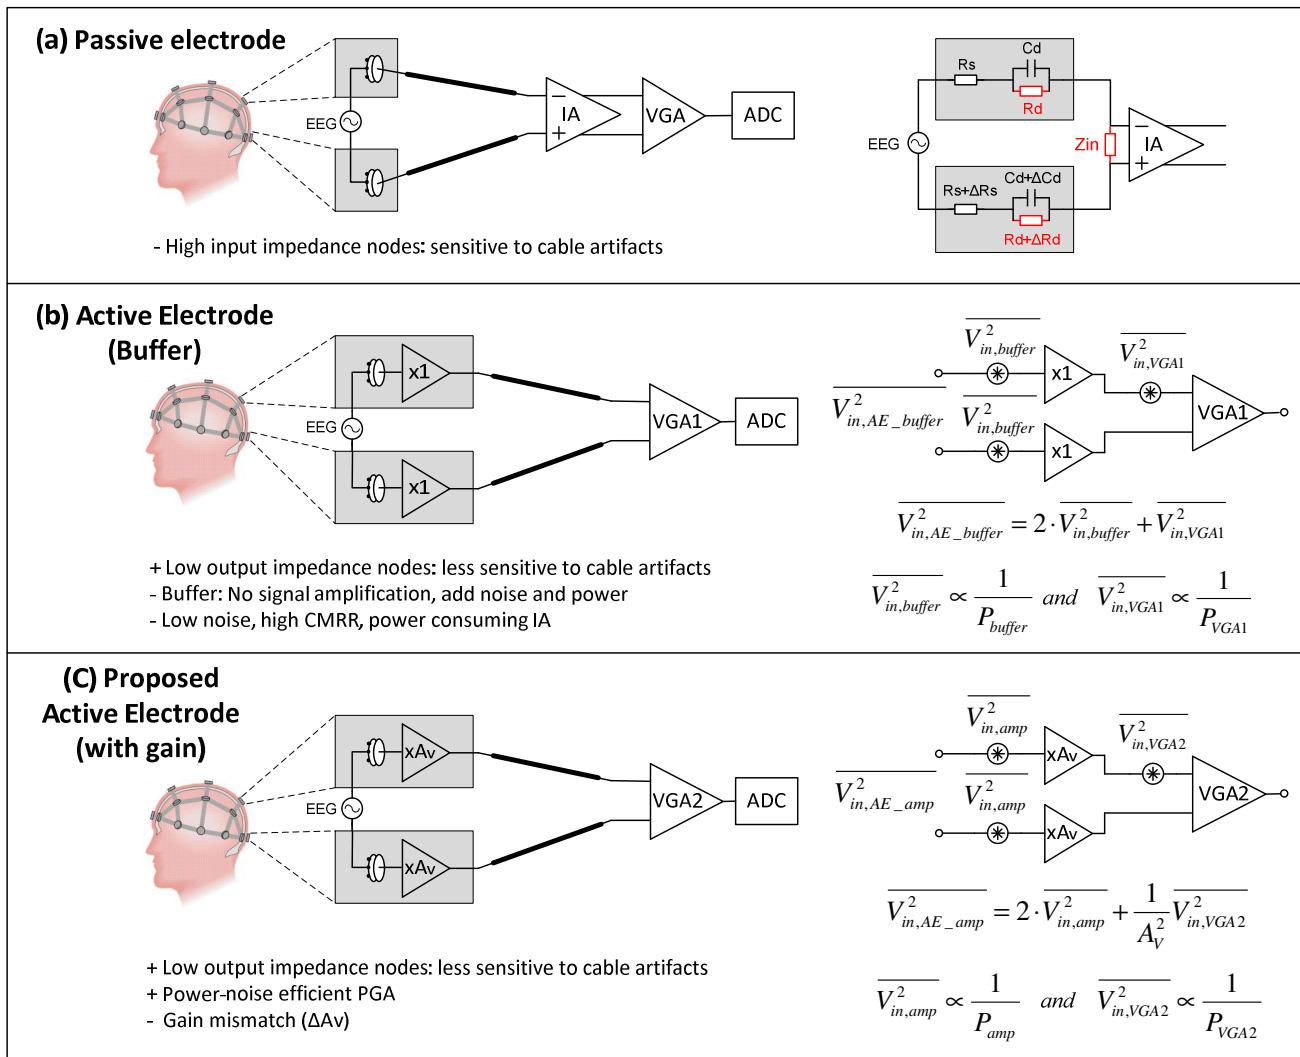 (a) Passive electrode
EEG
IA
VGA
ADC
- High input impedance nodes: sensitive to cable artifacts
Cd
Rs
Rd
EEG
Zin
IA
Cd+ΔCd
Rs+ΔRs
Rd+ΔRd
(b) Active Electrode
(Buffer)
x1
EEG
x1
VGA1
ADC
+ Low output impedance nodes: less sensitive to cable artifacts
- Buffer: No signal amplification, add noise and power
- Low noise, high CMRR, power consuming IA
V²in,buffer
V²in,VGA1
x1
V²in,AE_buffer
V²in,buffer
VGA1
x1
V²in,AE_buffer = 2 · V²in,buffer + V²in,VGA1
V²in,buffer ∝ 1/Pbuffer and V²in,VGA1 ∝ 1/PVGA1
(C) Proposed
Active Electrode
(with gain)
xAv
EEG
xAv
VGA2
ADC
+ Low output impedance nodes: less sensitive to cable artifacts
+ Power-noise efficient PGA
- Gain mismatch (ΔAv)
V²in,amp
V²in,VGA2
xAv
V²in,AE_amp
V²in,amp
VGA2
xAv
V²in,AE_amp = 2 · V²in,amp + 1/A²V V²in,VGA2
V²in,amp ∝ 1/Pamp and V²in,VGA2 ∝ 1/PVGA2